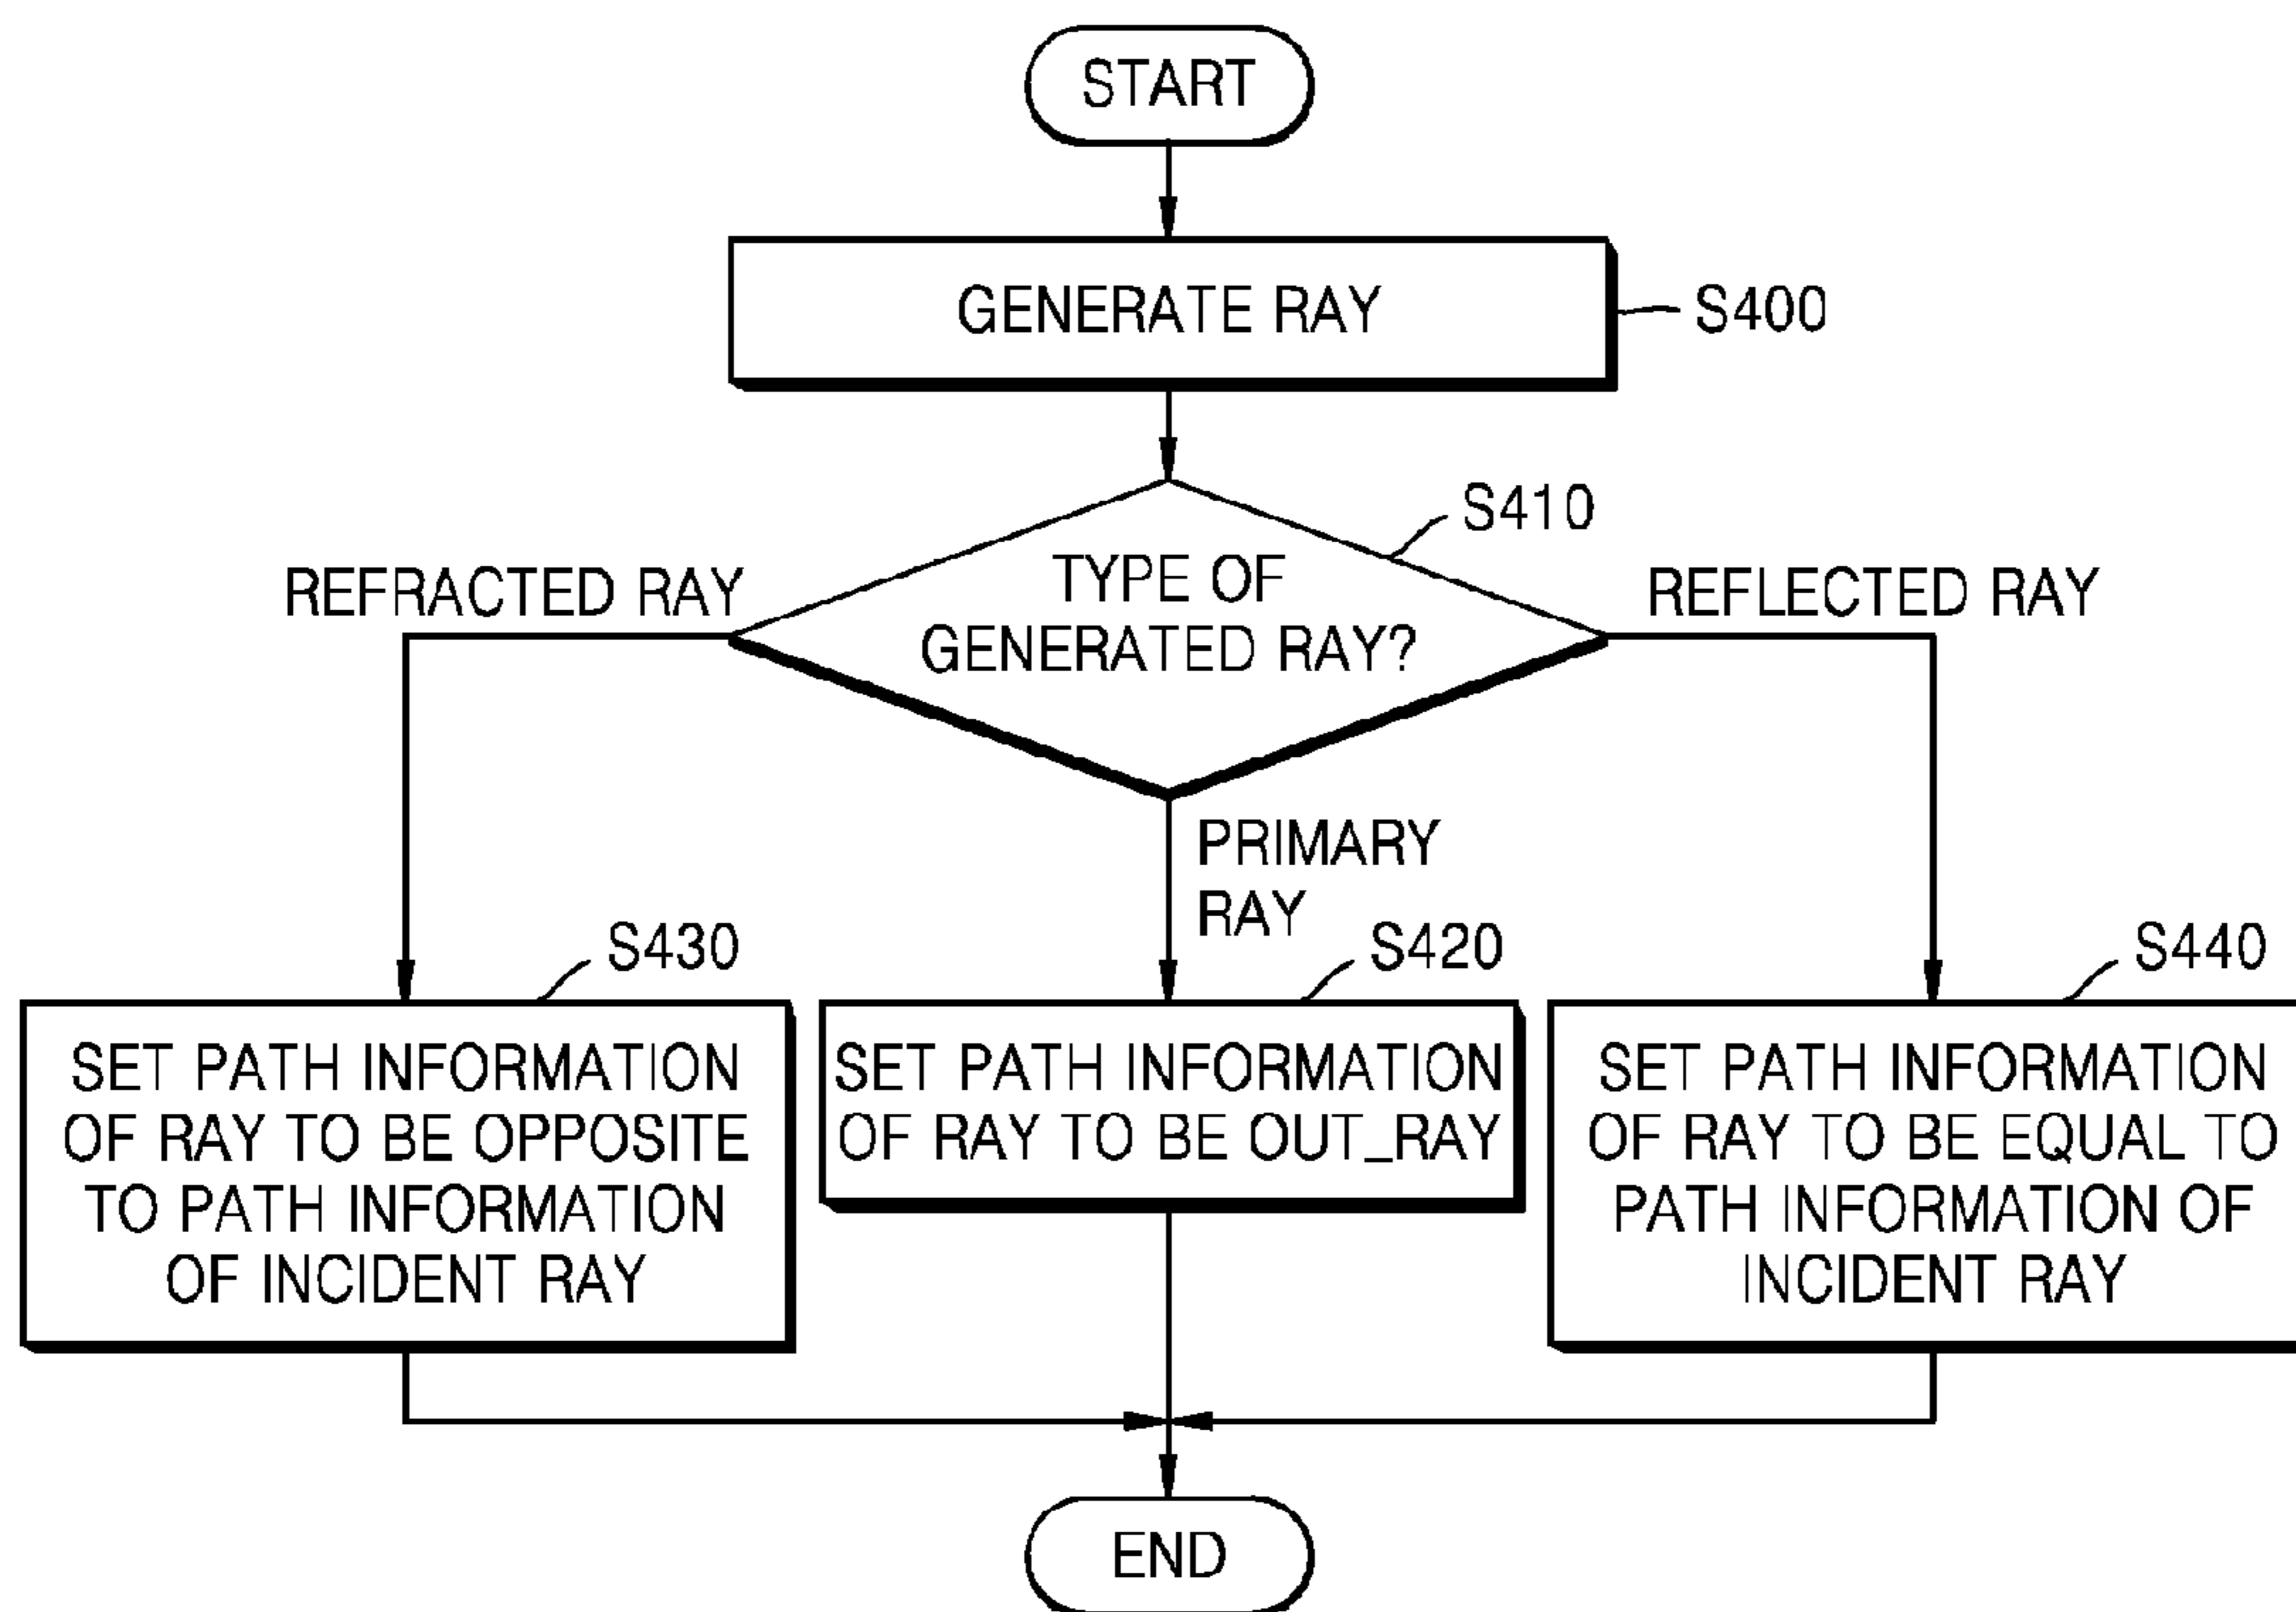 START
GENERATE RAY
S400
S410
TYPE OF
GENERATED RAY?
REFRACTED RAY
REFLECTED RAY
PRIMARY
RAY
S430
S420
S440
SET PATH INFORMATION
OF RAY TO BE OPPOSITE
TO PATH INFORMATION
OF INCIDENT RAY
SET PATH INFORMATION
OF RAY TO BE OUT_RAY
SET PATH INFORMATION
OF RAY TO BE EQUAL TO
PATH INFORMATION OF
INCIDENT RAY
END